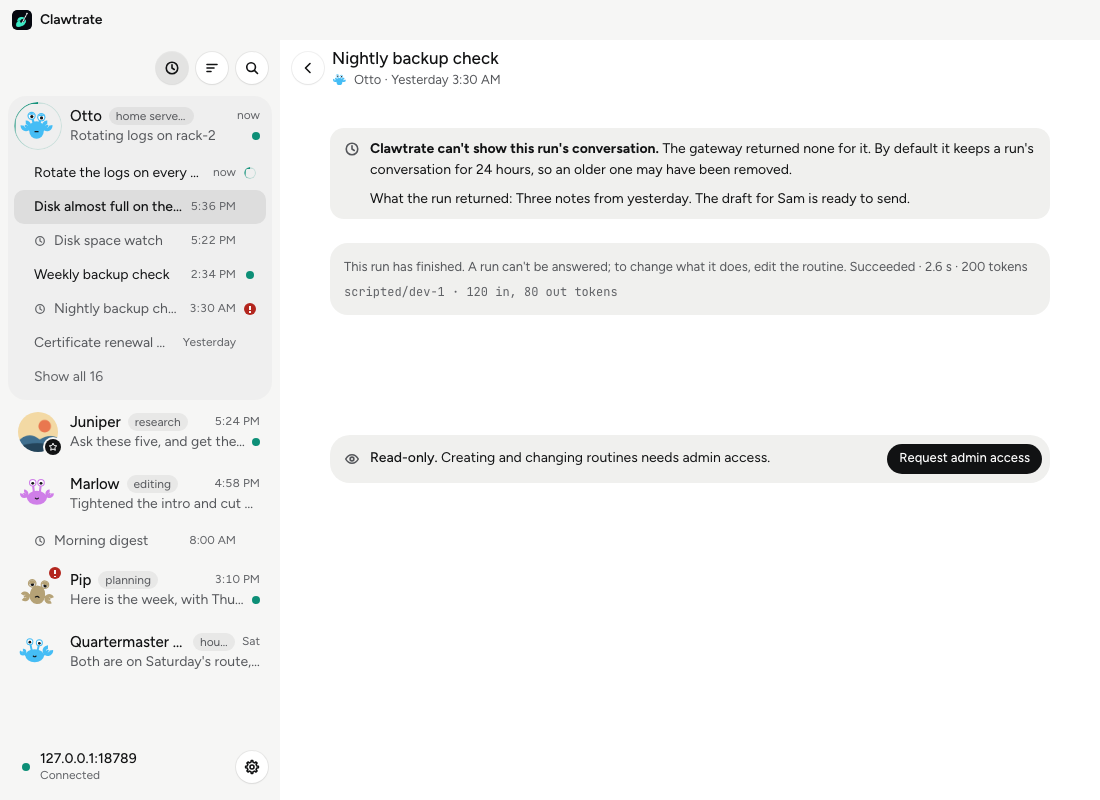 Clawtrate
Otto home serve... now
Rotating logs on rack-2
Rotate the logs on every ... now
Disk almost full on the... 5:36 PM
Disk space watch 5:22 PM
Weekly backup check 2:34 PM
Nightly backup ch... 3:30 AM
Certificate renewal ... Yesterday
Show all 16
Juniper research 5:24 PM
Ask these five, and get the...
Marlow editing 4:58 PM
Tightened the intro and cut ...
Morning digest 8:00 AM
Pip planning 3:10 PM
Here is the week, with Thu...
Quartermaster ... hou... Sat
Both are on Saturday's route,...
127.0.0.1:18789
Connected
Nightly backup check
Otto · Yesterday 3:30 AM
Clawtrate can't show this run's conversation. The gateway returned none for it. By default it keeps a run's
conversation for 24 hours, so an older one may have been removed.
What the run returned: Three notes from yesterday. The draft for Sam is ready to send.
This run has finished. A run can't be answered; to change what it does, edit the routine. Succeeded · 2.6 s · 200 tokens
scripted/dev-1 · 120 in, 80 out tokens
Read-only. Creating and changing routines needs admin access.
Request admin access